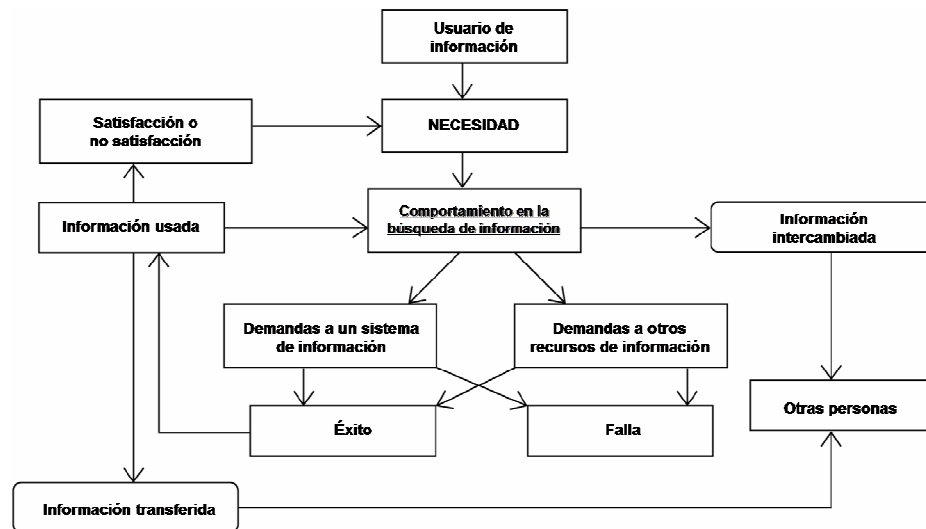 Usuario de
información
Satisfacción o
no satisfacción
NECESIDAD
Información usada
Comportamiento en la
búsqueda de información
Información
intercambiada
Demandas a un sistema
de información
Demandas a otros
recursos de información
Otras personas
Éxito
Falla
Información transferida